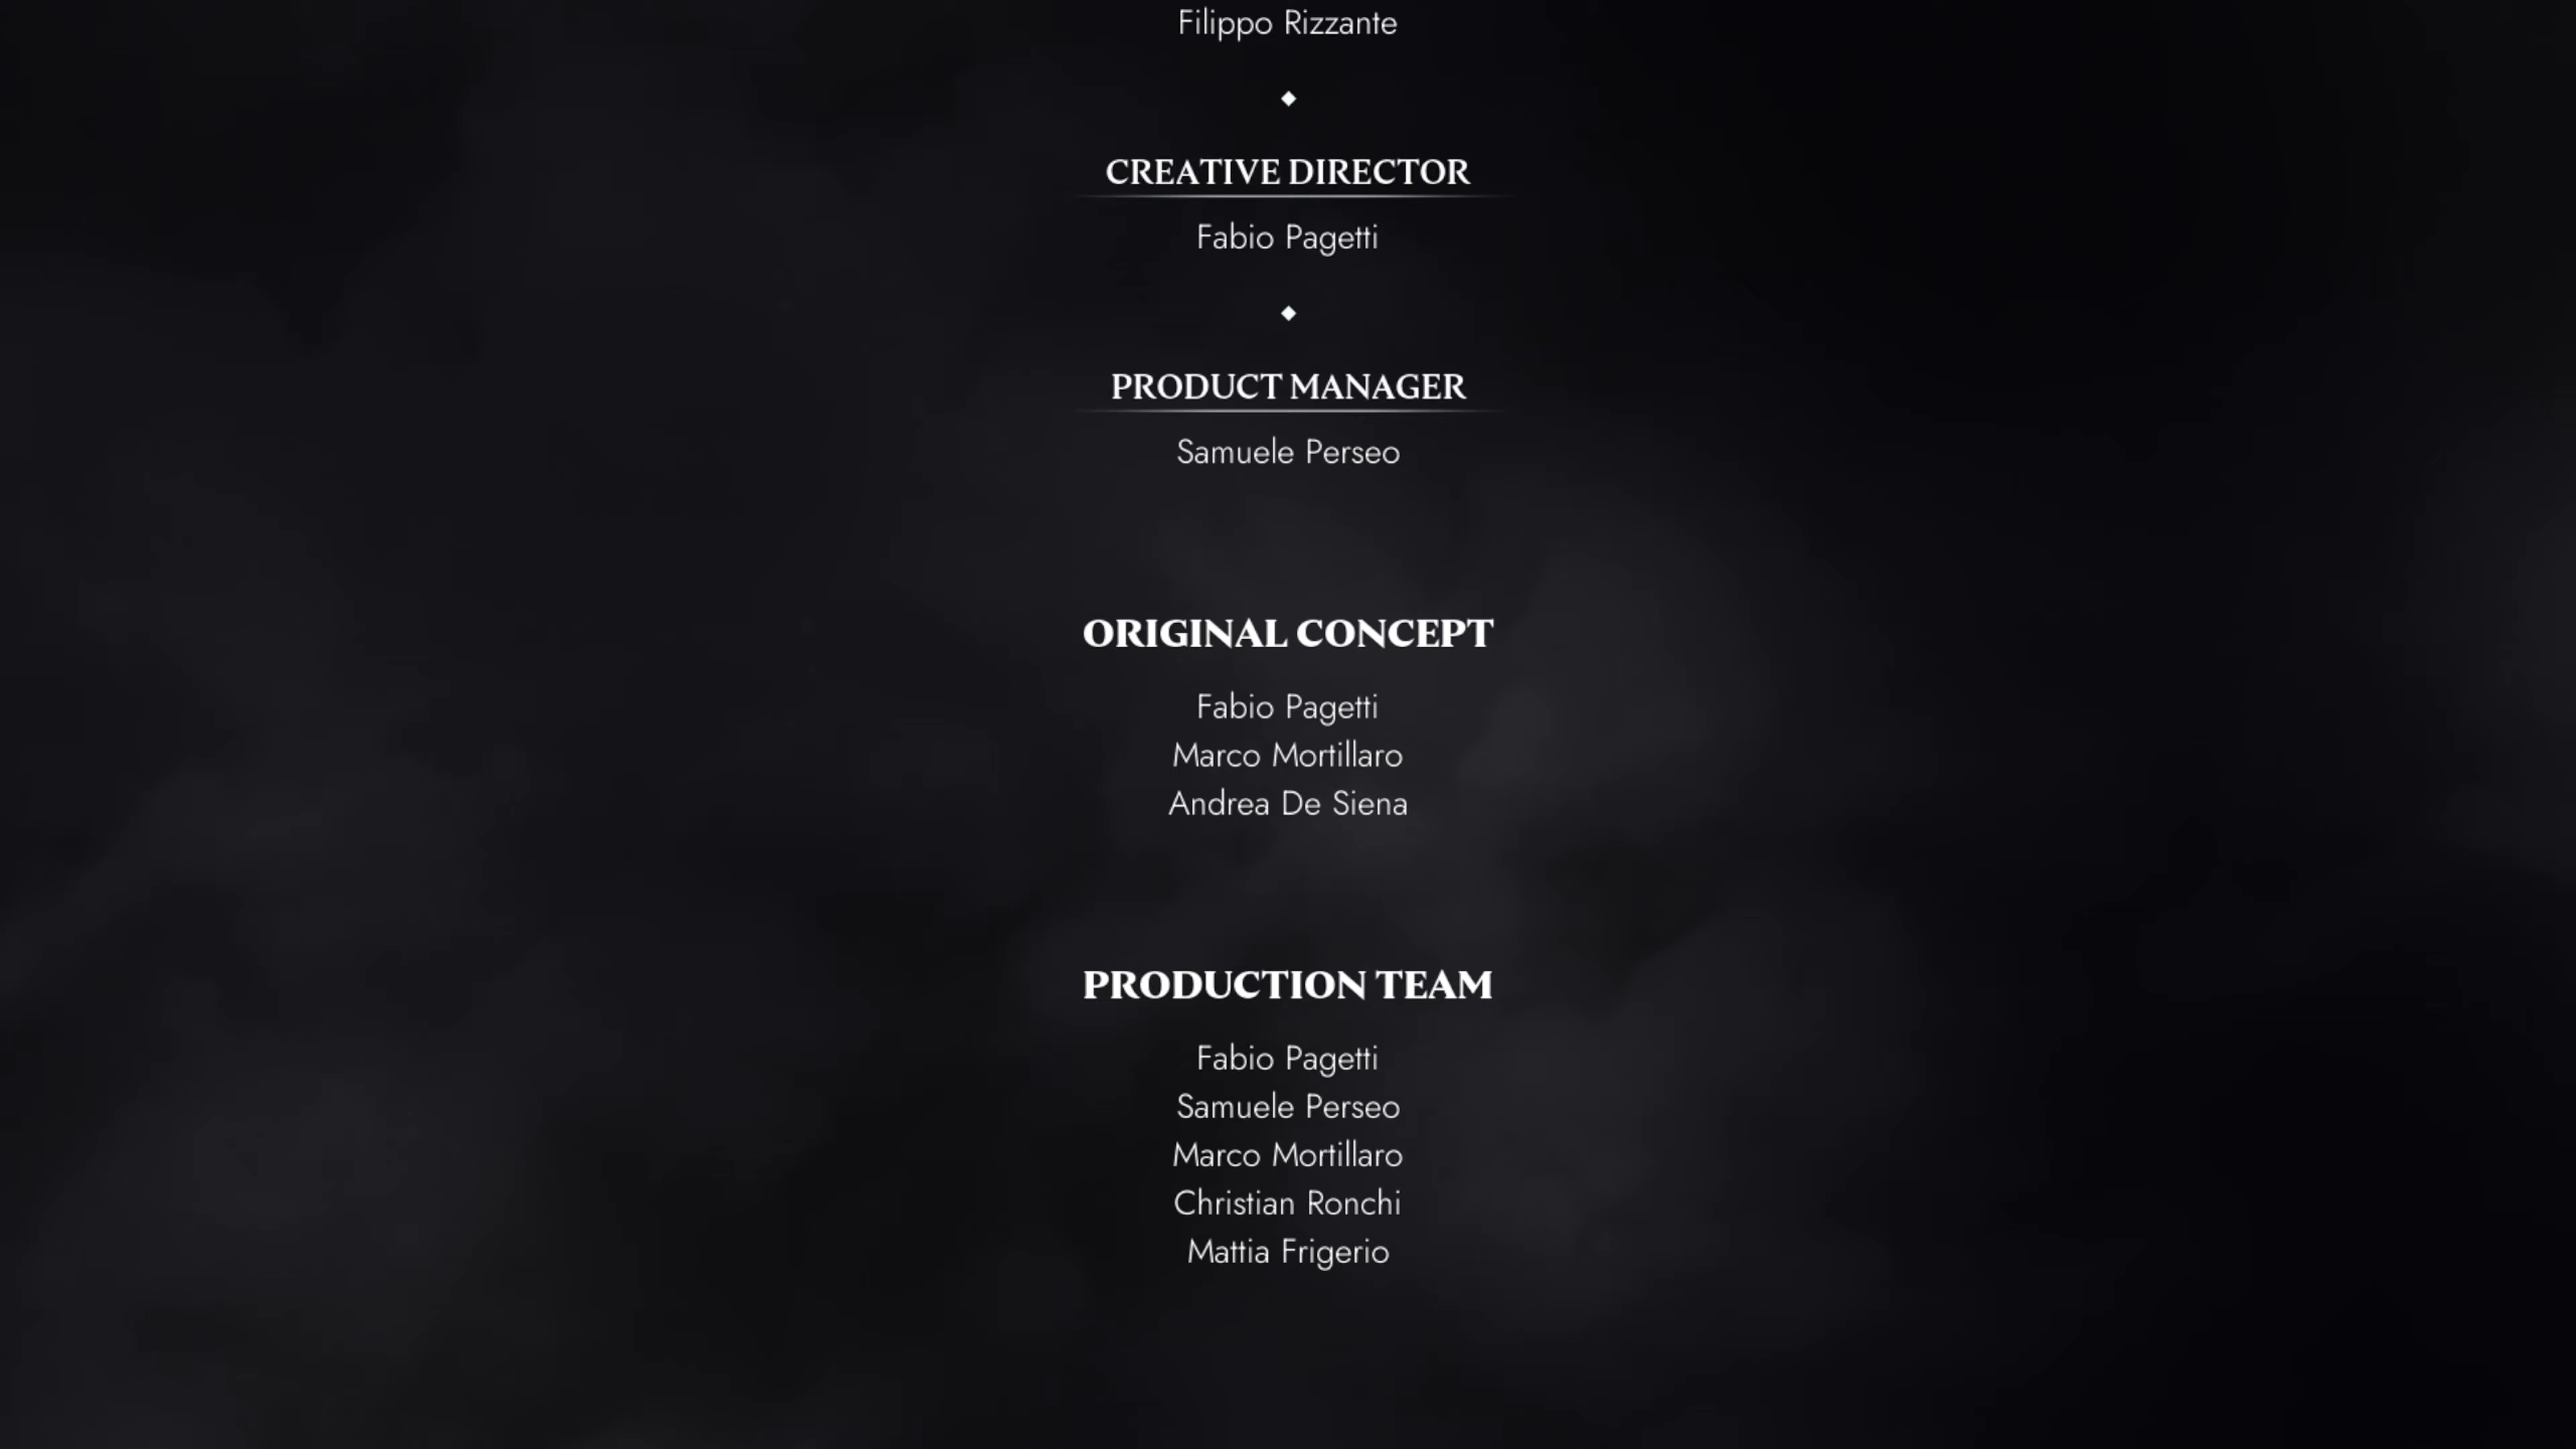 Filippo Rizzante
CREATIVE DIRECTOR
Fabio Pagetti
PRODUCT MANAGER
Samuele Perseo
ORIGINAL CONCEPT
Fabio Pagetti
Marco Mortillaro
Andrea De Siena
PRODUCTION TEAM
Fabio Pagetti
Samuele Perseo
Marco Mortillaro
Christian Ronchi
Mattia Frigerio